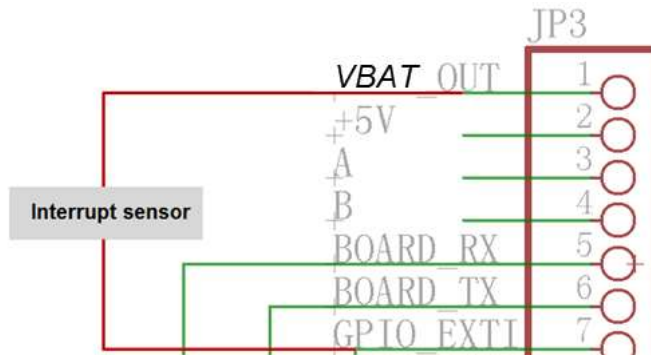 JP3
VBAT_OUT 1
+5V 2
A 3
Interrupt sensor
B 4
BOARD_RX 5
BOARD_TX 6
GPIO_EXTI 7